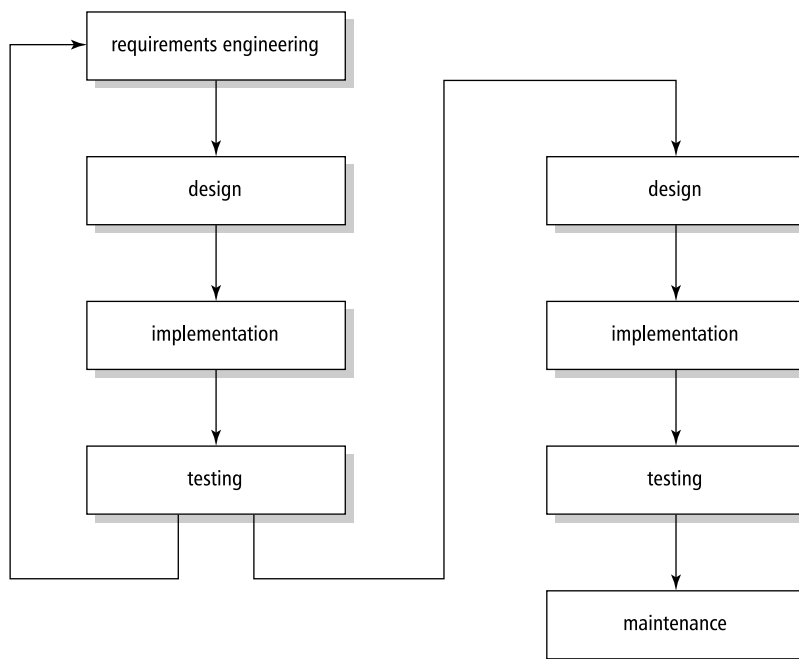 requirements engineering
design
implementation
testing
design
implementation
testing
maintenance